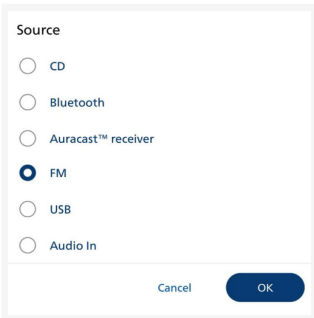 Source
CD
Bluetooth
Auracast™ receiver
FM
USB
Audio In
Cancel OK